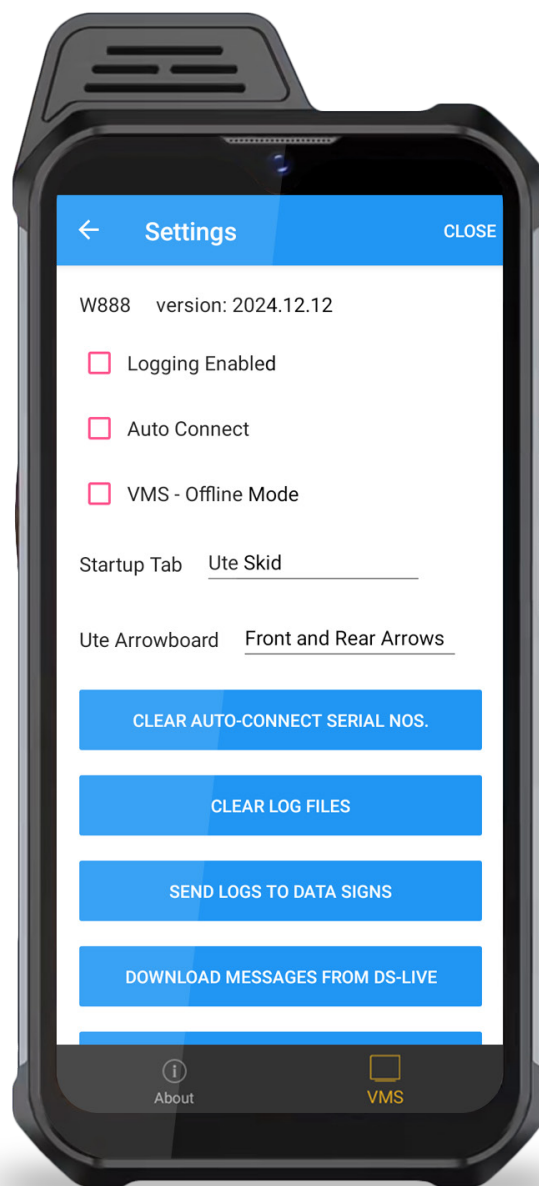 Settings
CLOSE
W888 version: 2024.12.12
Logging Enabled
Auto Connect
VMS - Offline Mode
Startup Tab Ute Skid
Ute Arrowboard Front and Rear Arrows
CLEAR AUTO-CONNECT SERIAL NOS.
CLEAR LOG FILES
SEND LOGS TO DATA SIGNS
DOWNLOAD MESSAGES FROM DS-LIVE
About
VMS